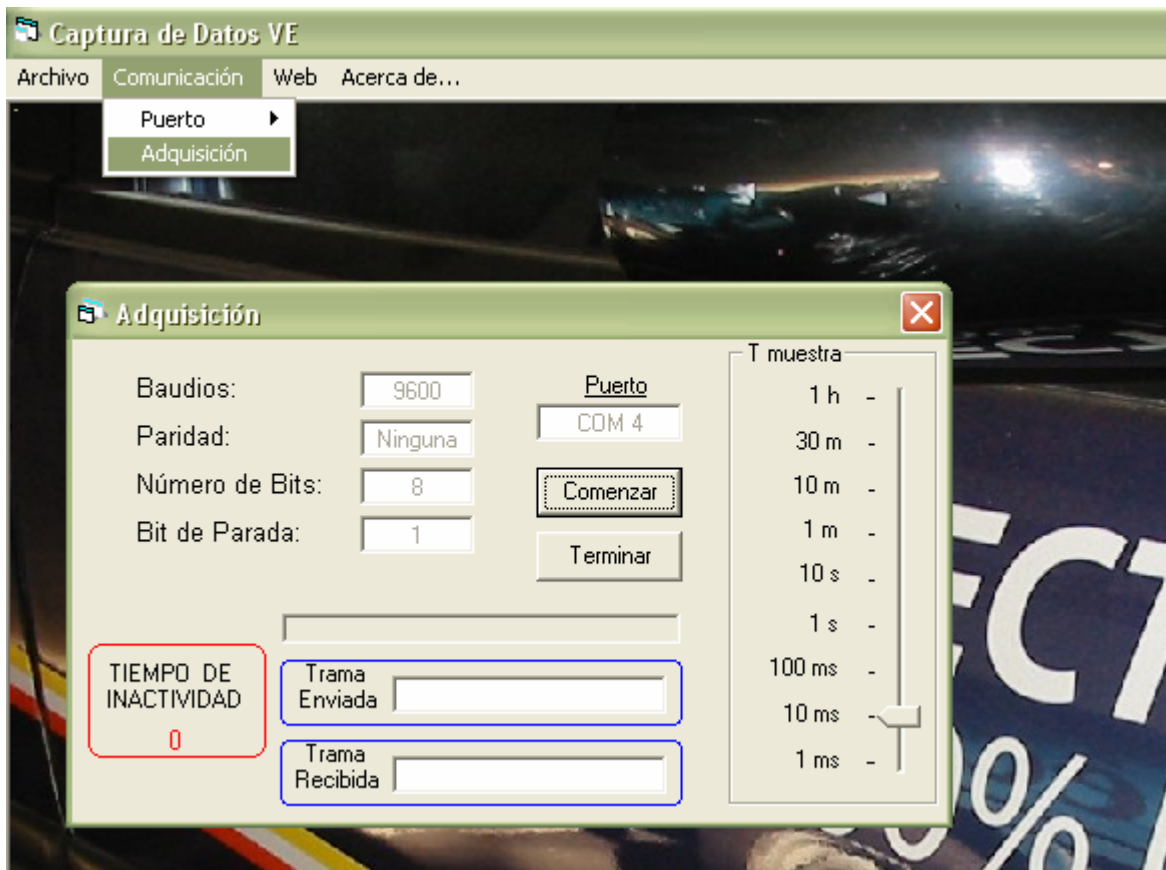 Captura de Datos VE
Archivo Comunicación Web Acerca de...
Puerto
Adquisición
Adquisición
Baudios: 9600
Paridad: Ninguna
Número de Bits: 8
Bit de Parada: 1
Puerto
COM 4
Comenzar
Terminar
T muestra
1 h
30 m
10 m
1 m
10 s
1 s
100 ms
10 ms
1 ms
TIEMPO DE
INACTIVIDAD
0
Trama
Enviada
Trama
Recibida
ECT
0%